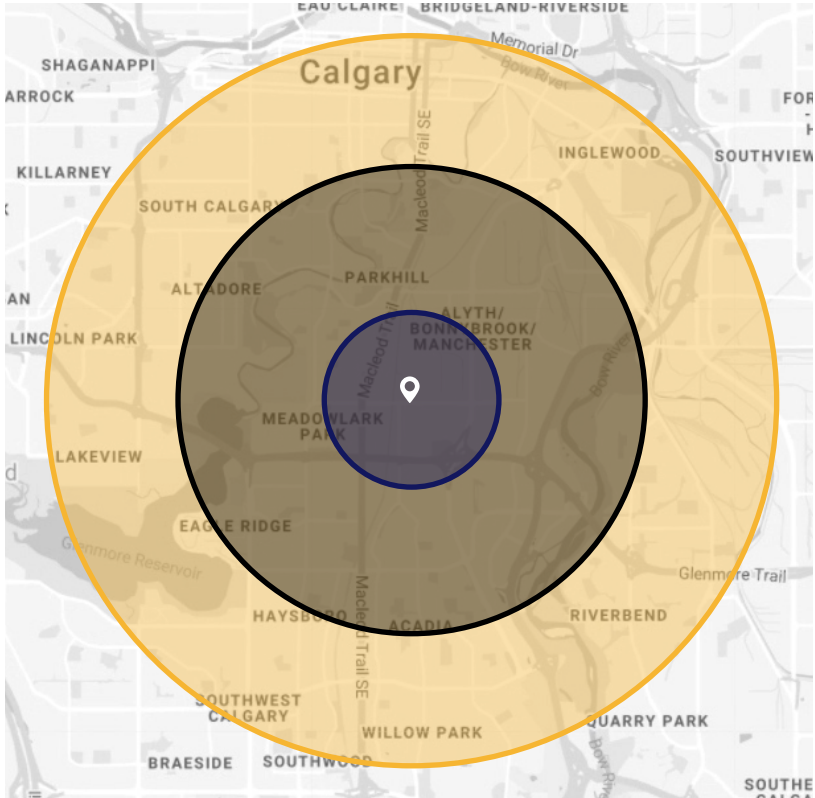 EAU CLAIRE
BRIDGELAND-RIVERSIDE
Memorial Dr
SHAGANAPPI
Calgary
Bow River
ARROCK
FOR
-
H
Macleod Trail SE
INGLEWOOD
SOUTHVIEW
KILLARNEY
SOUTH CALGARY
PARKHILL
ALTADORE
AN
ALYTH/
BONNYBROOK/
MANCHESTER
LINCOLN PARK
Macleod Trail
Bow River
MEADOWLARK
PARK
LAKEVIEW
d
EAGLE RIDGE
Glenmore Reservoir
Glenmore Trail
HAYSBORO
ACADIA
RIVERBEND
Macleod Trail SE
SOUTHWEST
CALGARY
WILLOW PARK
QUARRY PARK
BRAESIDE
SOUTHWOOD
Bow River
SOUTHE